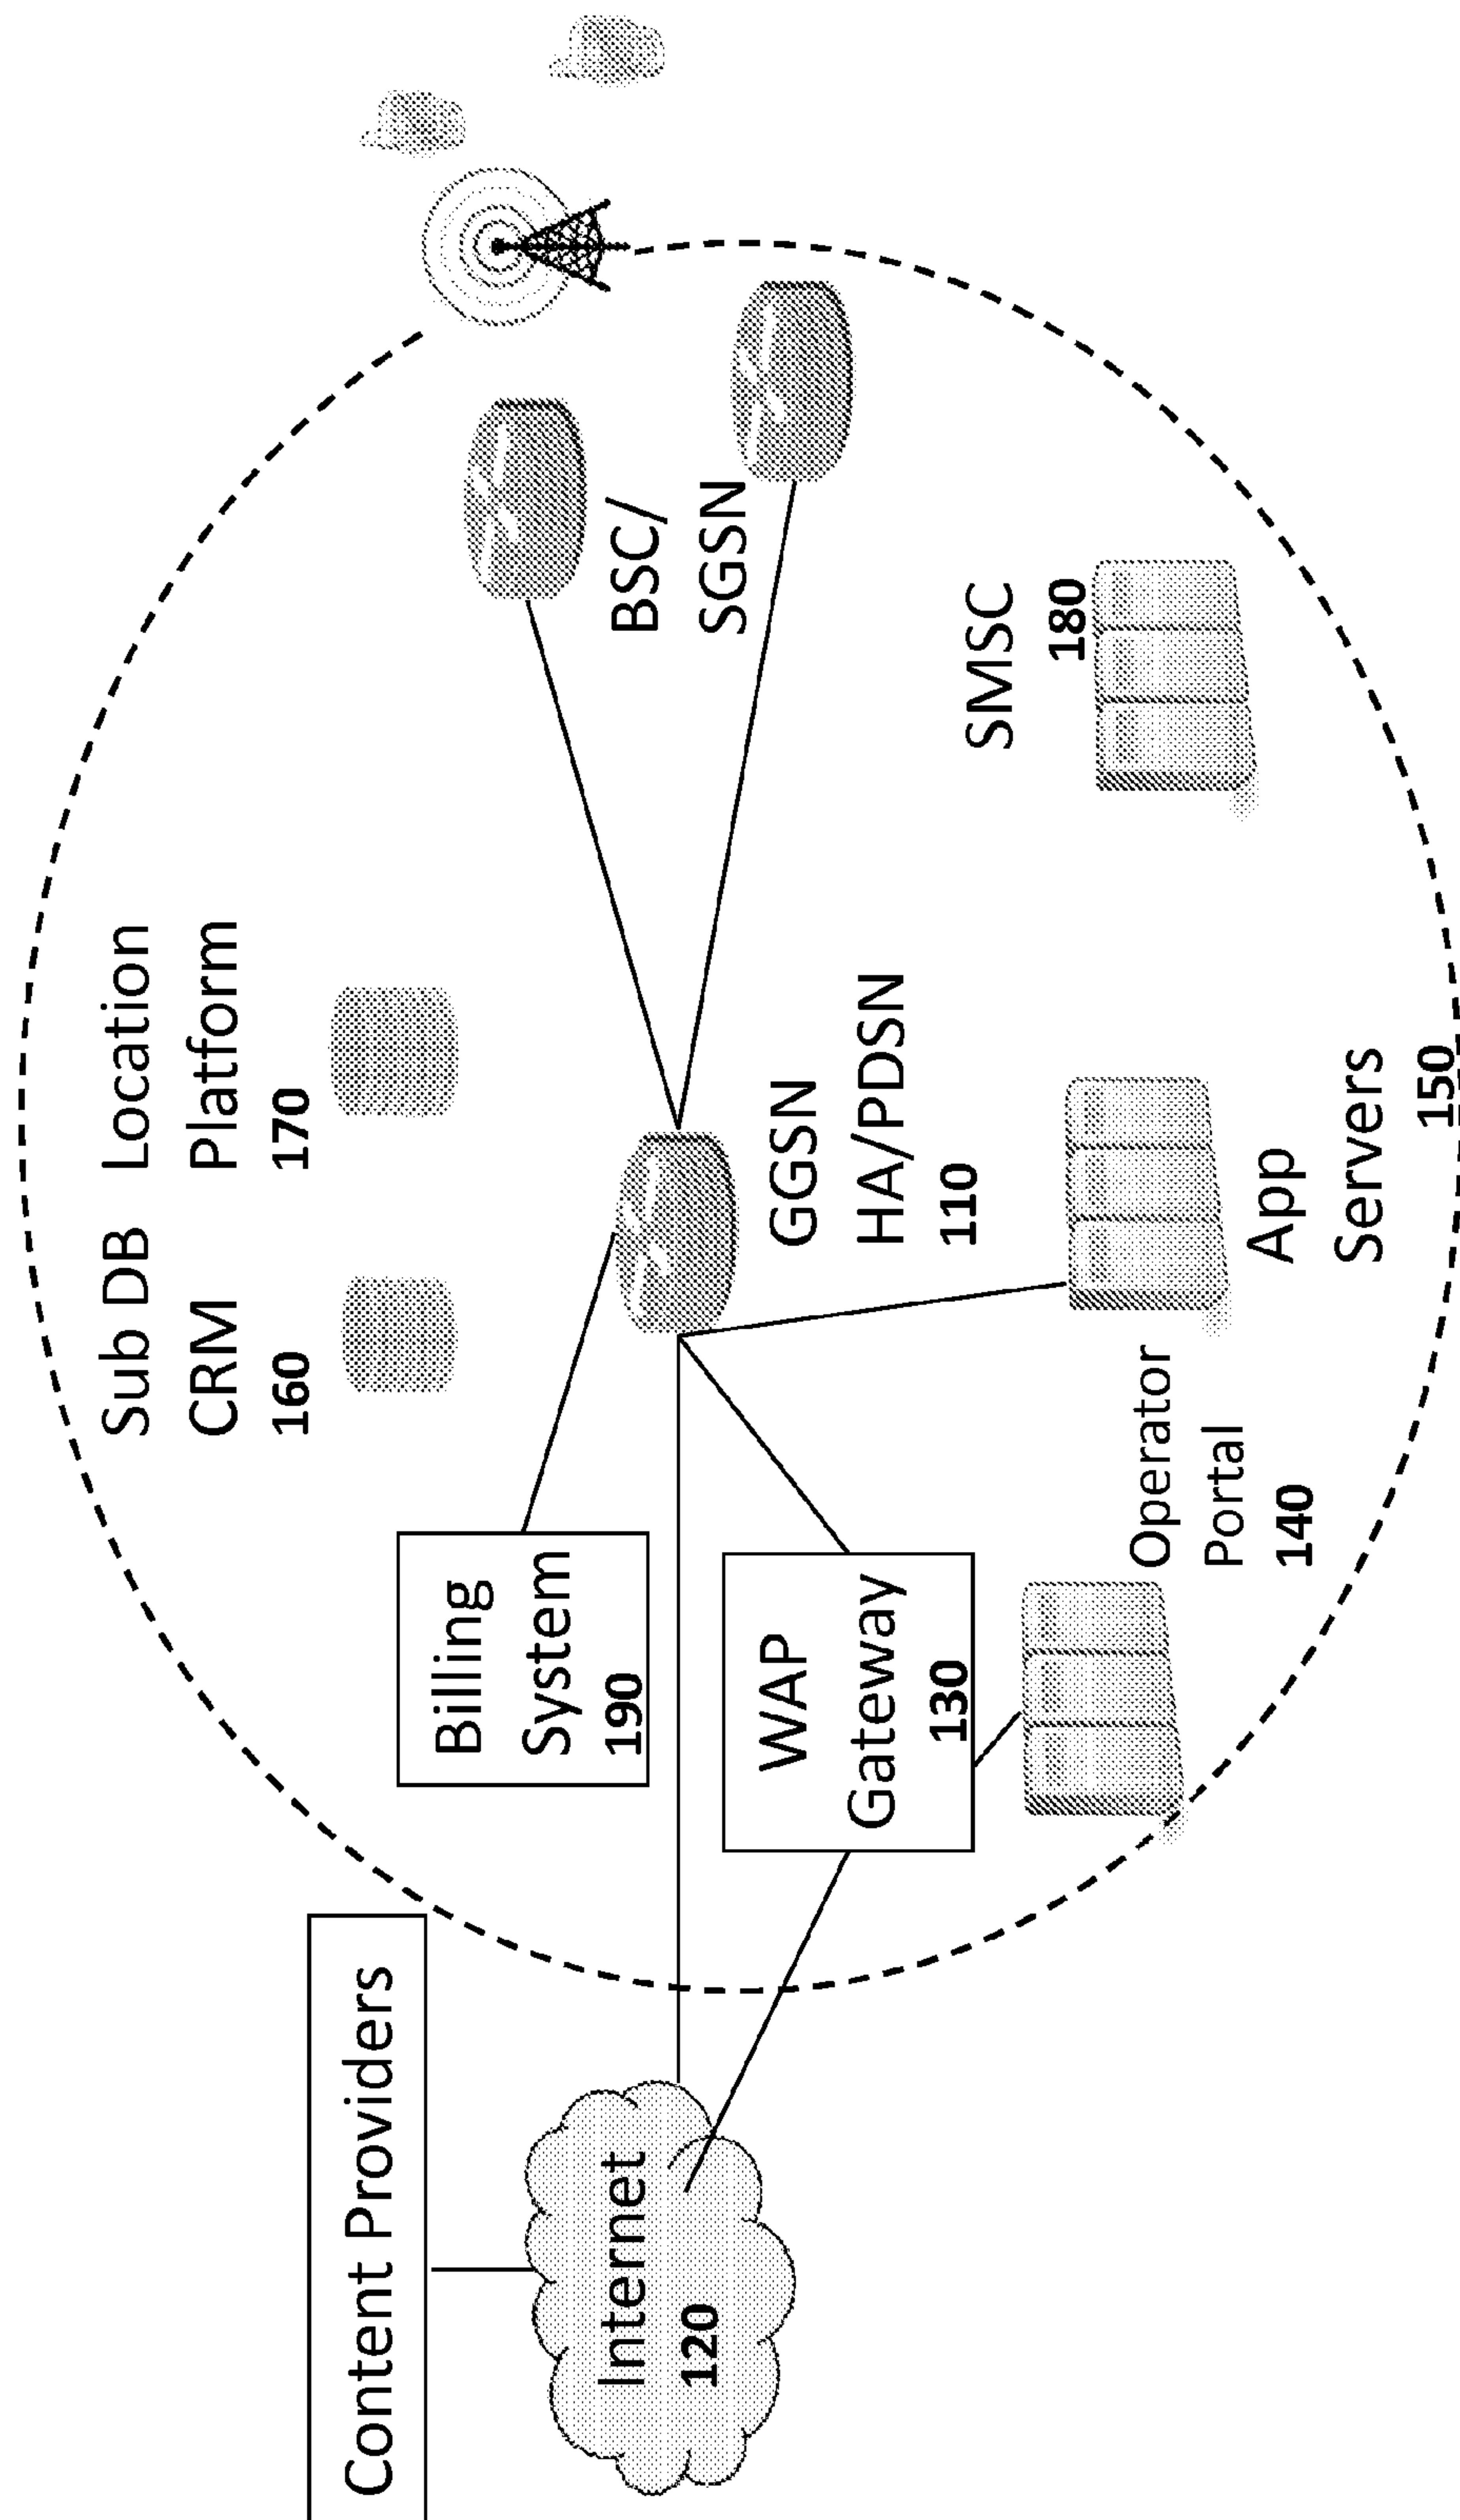 Content Providers
Internet
120
Billing
System
190
WAP
Gateway
130
Operator
Portal
140
Sub DB
CRM
160
Location
Platform
170
GGSN
HA/PDSN
110
App
Servers
150
BSC/
SGSN
SMSC
180